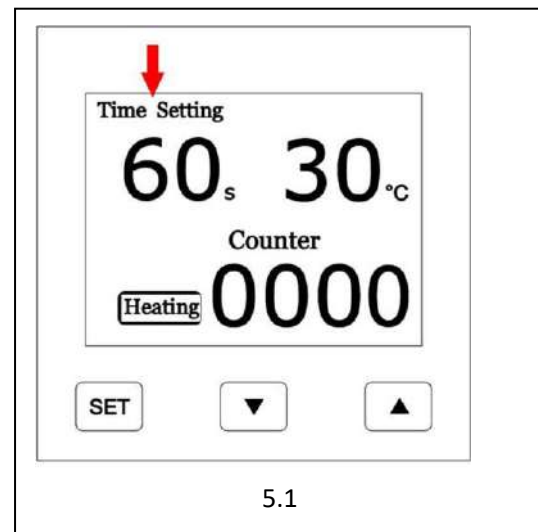 Time Setting
60s 30°C
Counter
Heating 0000
SET ▼ ▲
5.1